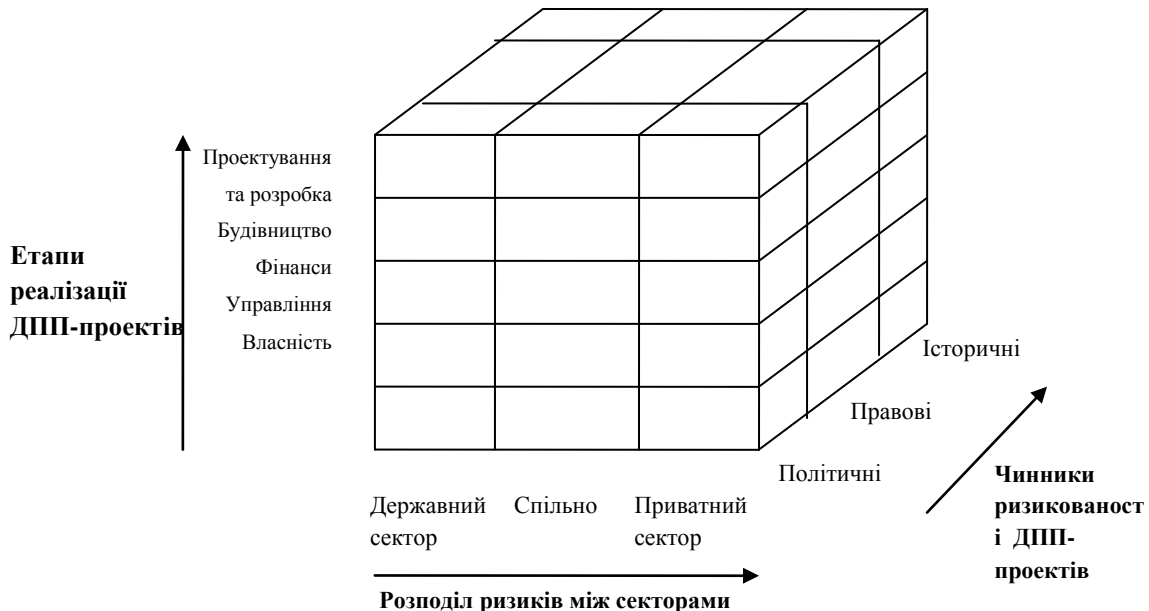 Проектування
та розробка
Будівництво
Фінанси
Управління
Власність
Етапи
реалізації
ДПП-проектів
Історичні
Правові
Політичні
Державний
сектор
Спільно
Приватний
сектор
Чинники
ризикованост
і ДПП-
проектів
Розподіл ризиків між секторами